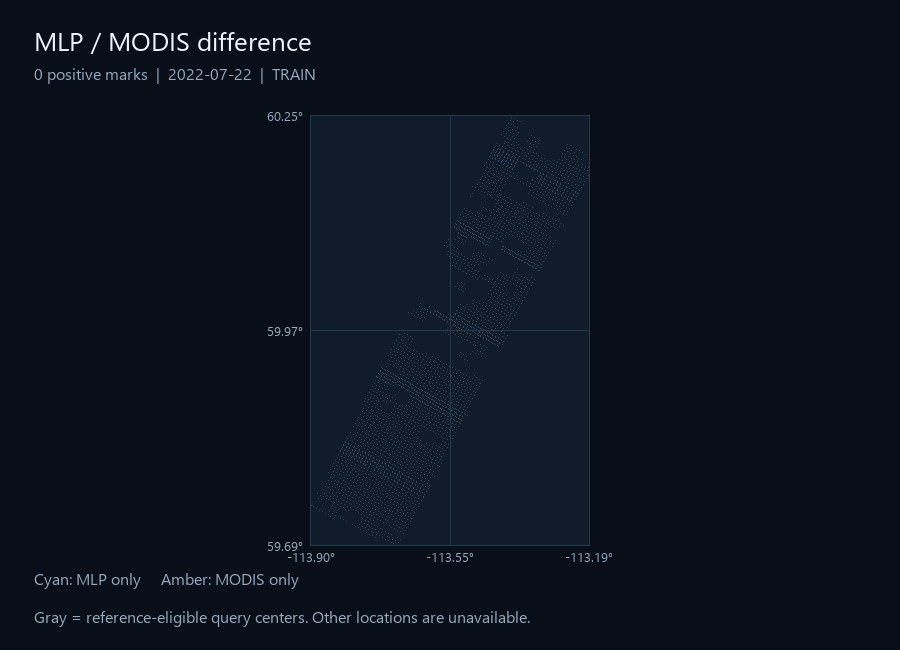 MLP / MODIS difference
0 positive marks | 2022-07-22 | TRAIN
60.25°
59.97°
59.69°
-113.90° -113.55° -113.19°
Cyan: MLP only Amber: MODIS only
Gray = reference-eligible query centers. Other locations are unavailable.